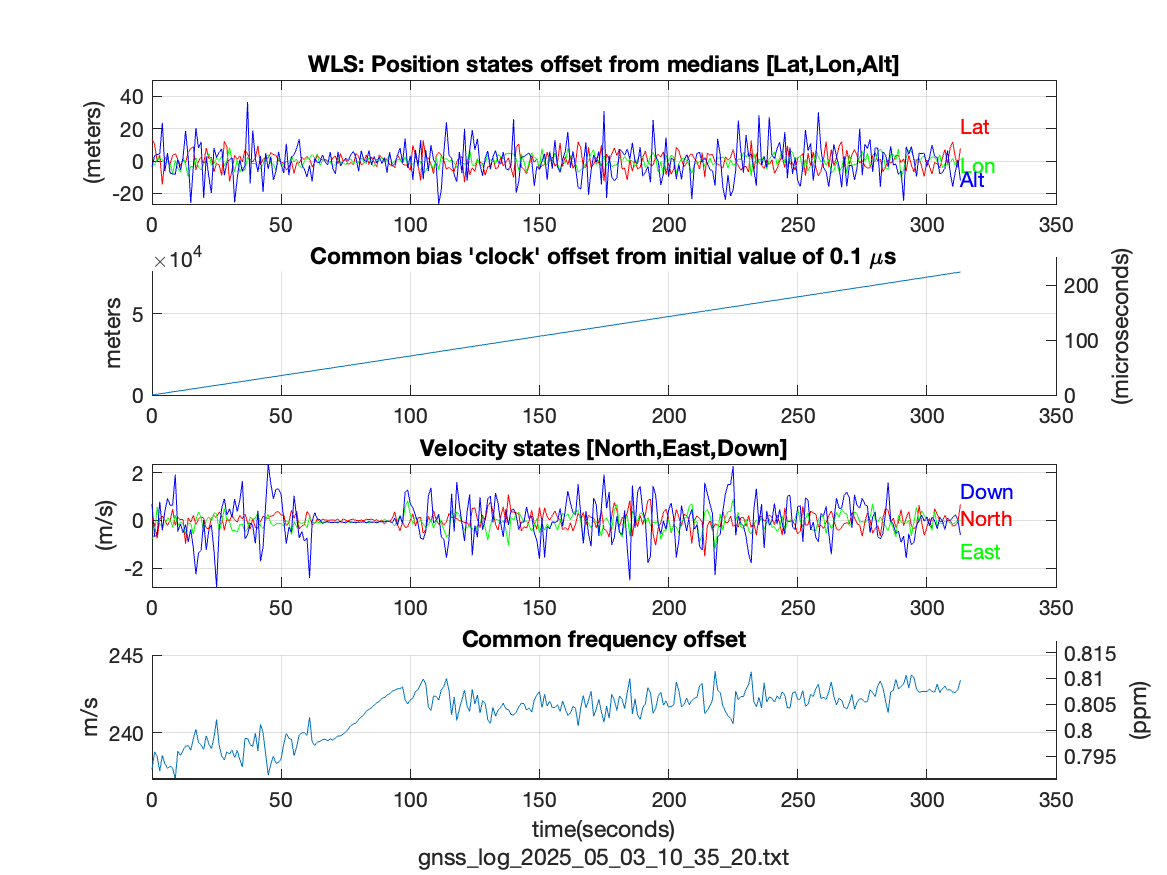 WLS: Position states offset from medians [Lat,Lon,Alt]
(meters)
40
20
0
-20
Lat
Lon
Alt
0 50 100 150 200 250 300 350
Common bias 'clock' offset from initial value of 0.1 μs
×10⁴
meters
5
0
200
100
0
(microseconds)
0 50 100 150 200 250 300 350
Velocity states [North,East,Down]
(m/s)
2
0
-2
Down
North
East
0 50 100 150 200 250 300 350
Common frequency offset
m/s
245
240
0.815
0.81
0.805
0.8
0.795
(ppm)
0 50 100 150 200 250 300 350
time(seconds)
gnss_log_2025_05_03_10_35_20.txt